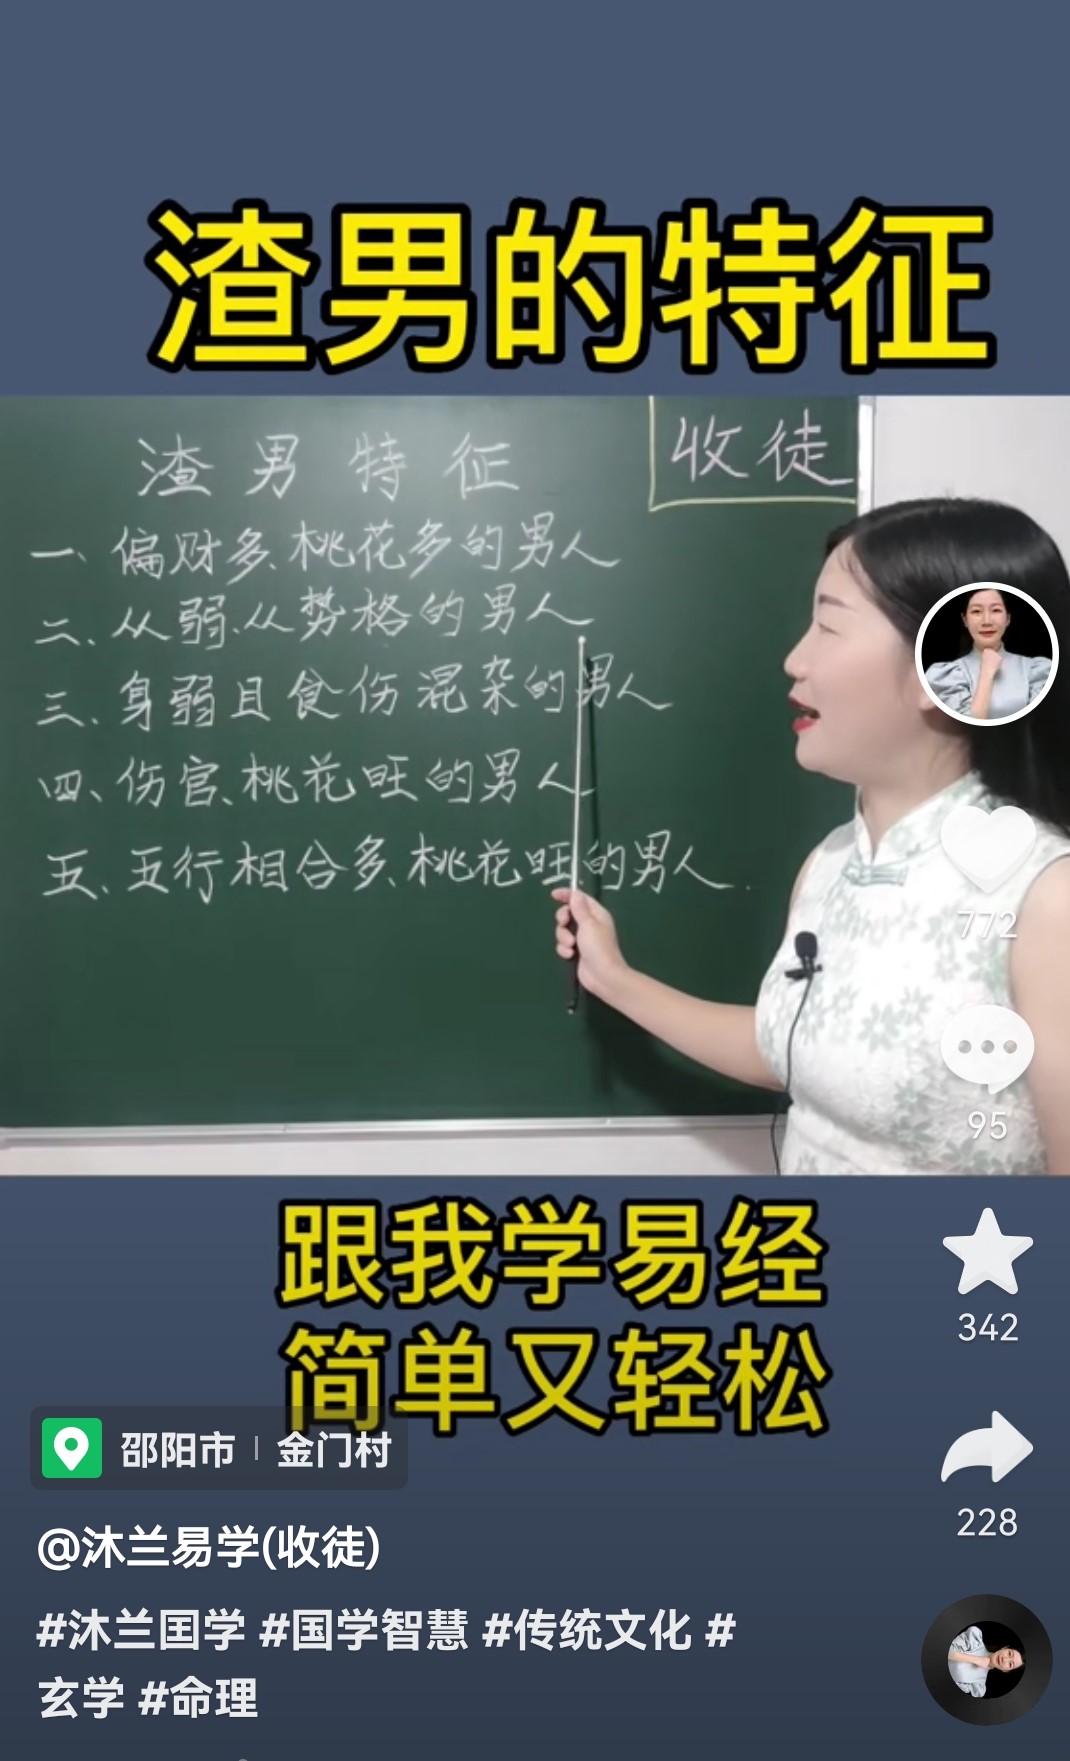 渣男的特征
渣男特征
收徒
一、偏财多、桃花多的男人
二、从弱、从势格的男人
三、身弱且食伤混杂的男人
四、伤官、桃花旺的男人
五、五行相合多、桃花旺的男人
772
95
跟我学易经
简单又轻松
342
邵阳市 | 金门村
228
@沐兰易学(收徒)
#沐兰国学 #国学智慧 #传统文化 #
玄学 #命理